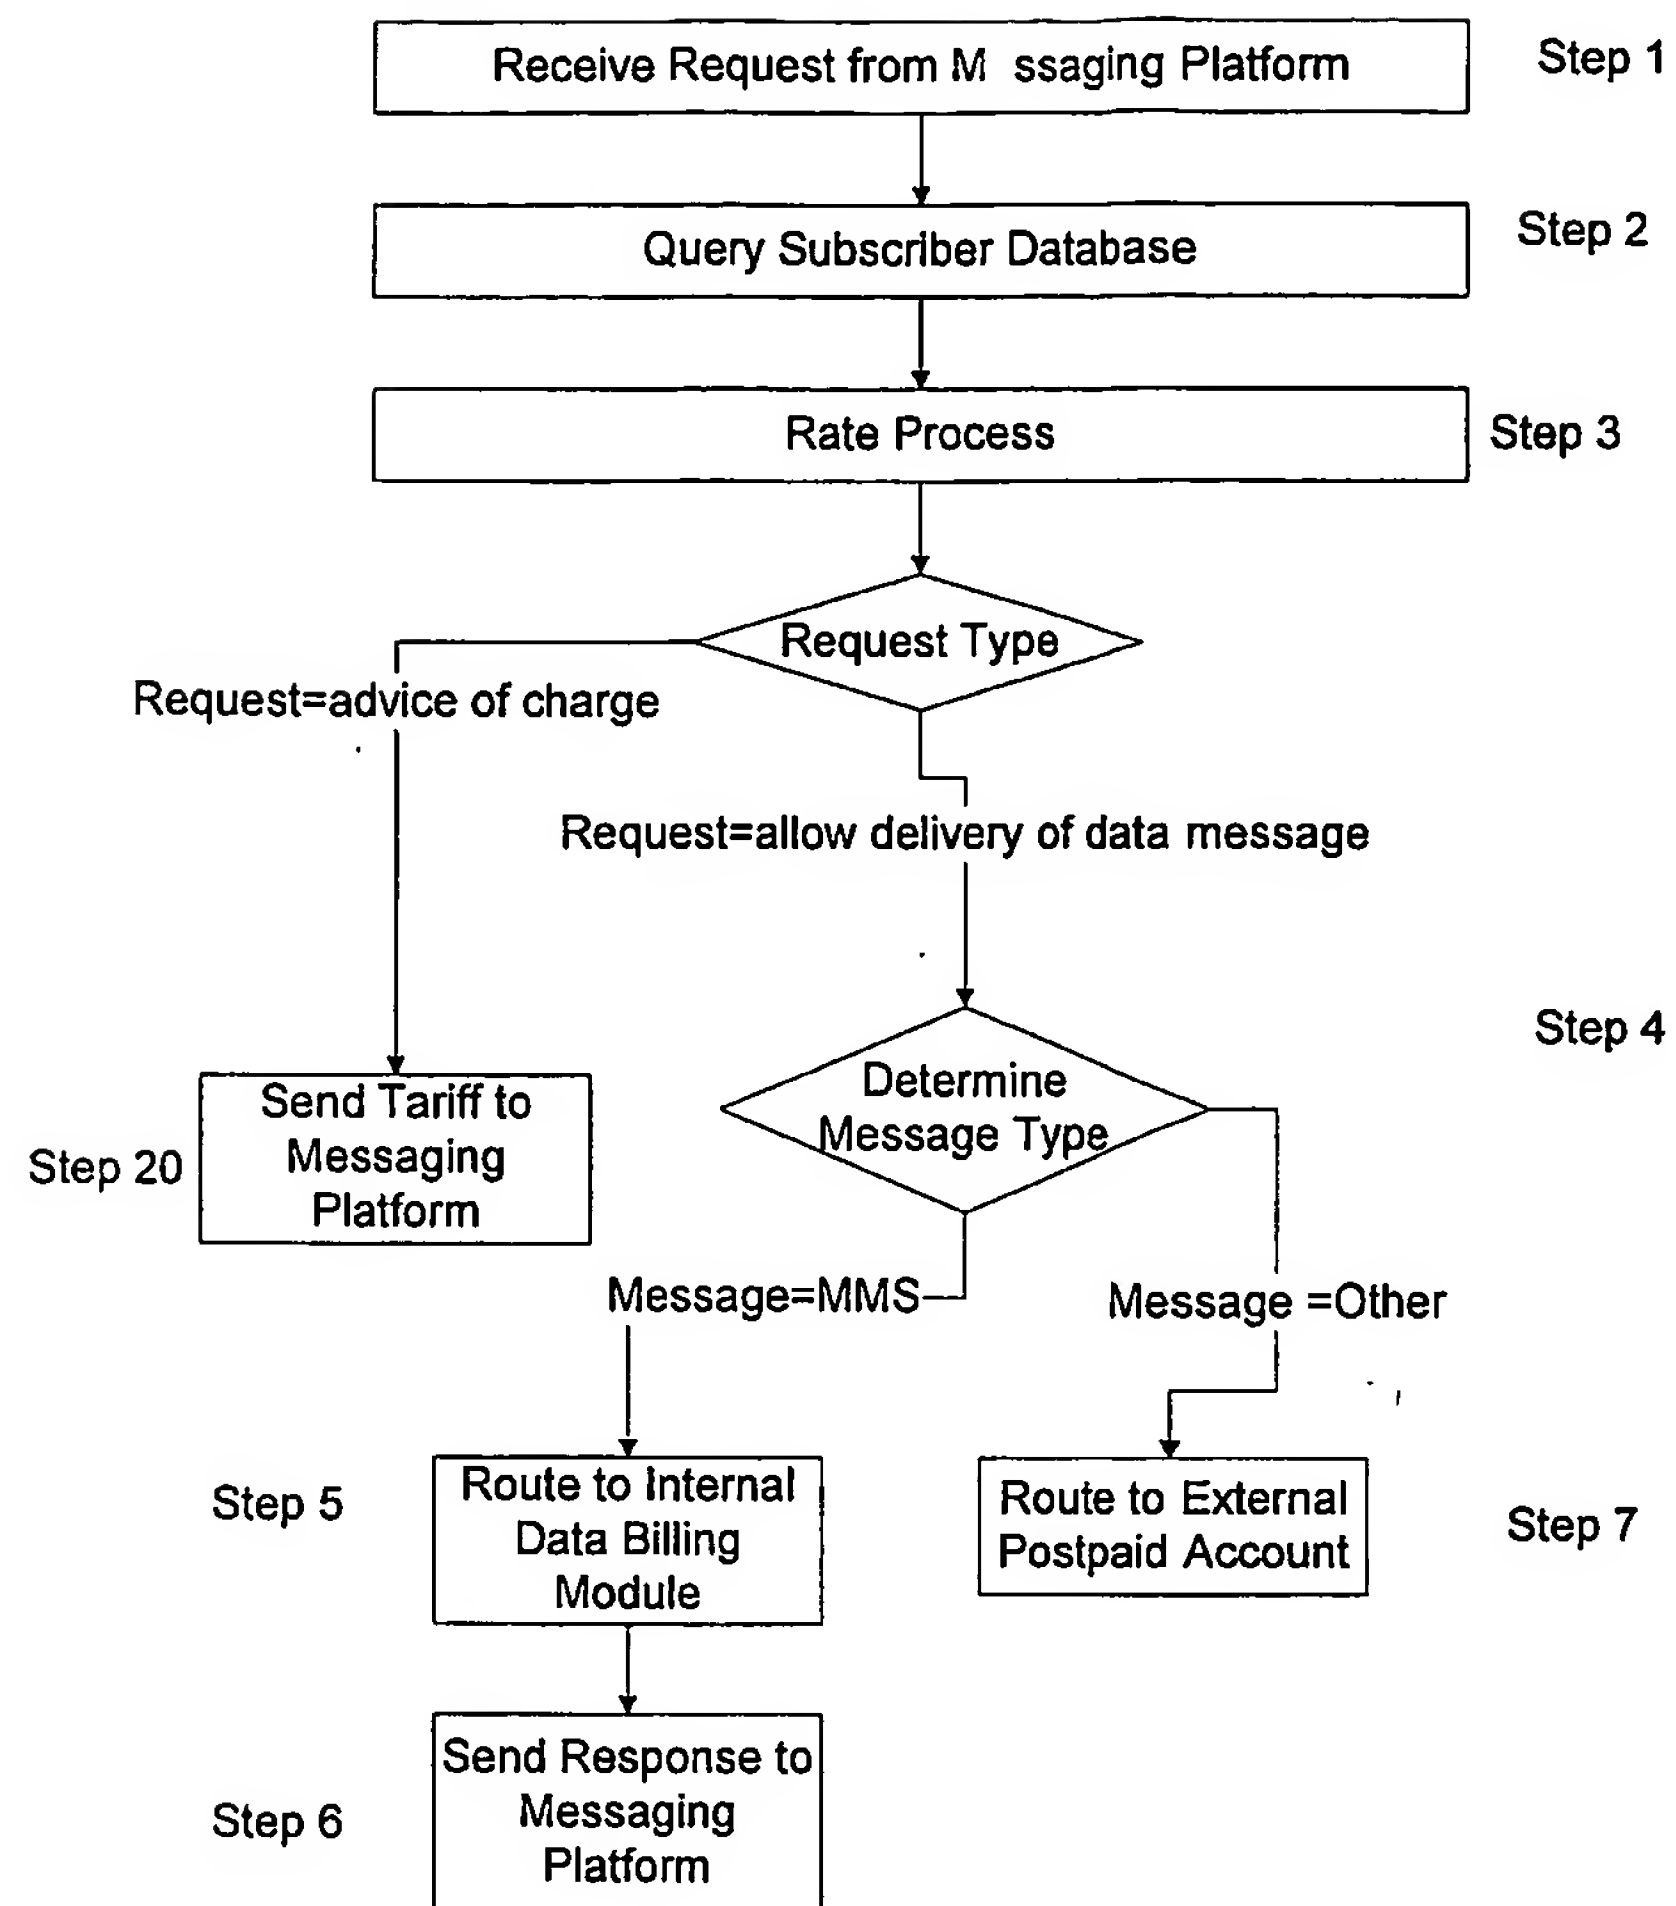 Receive Request from M ssaging Platform
Step 1
Query Subscriber Database
Step 2
Rate Process
Step 3
Request Type
Request=advice of charge
Request=allow delivery of data message
Step 4
Determine
Message Type
Send Tariff to
Messaging
Platform
Step 20
Message=MMS
Message =Other
Step 5
Route to Internal
Data Billing
Module
Route to External
Postpaid Account
Step 7
Send Response to
Messaging
Platform
Step 6